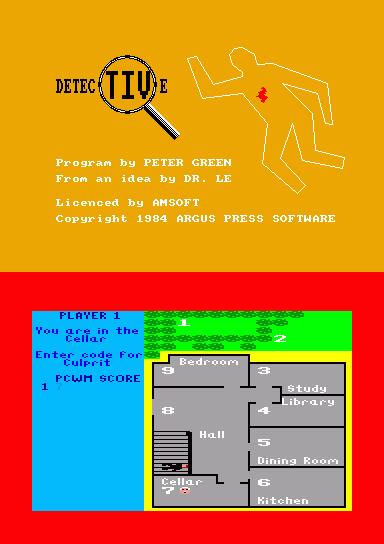 DETECTIVE
Program by PETER GREEN
From an idea by DR. LE
Licenced by AMSOFT
Copyright 1984 ARGUS PRESS SOFTWARE
PLAYER 1
You are in the
Cellar
Enter code for
Culprit
PCWM SCORE
1 ?
1
2
Bedroom
9
3
Study
Library
8
4
Hall
5
Dining Room
Cellar
7
6
Kitchen